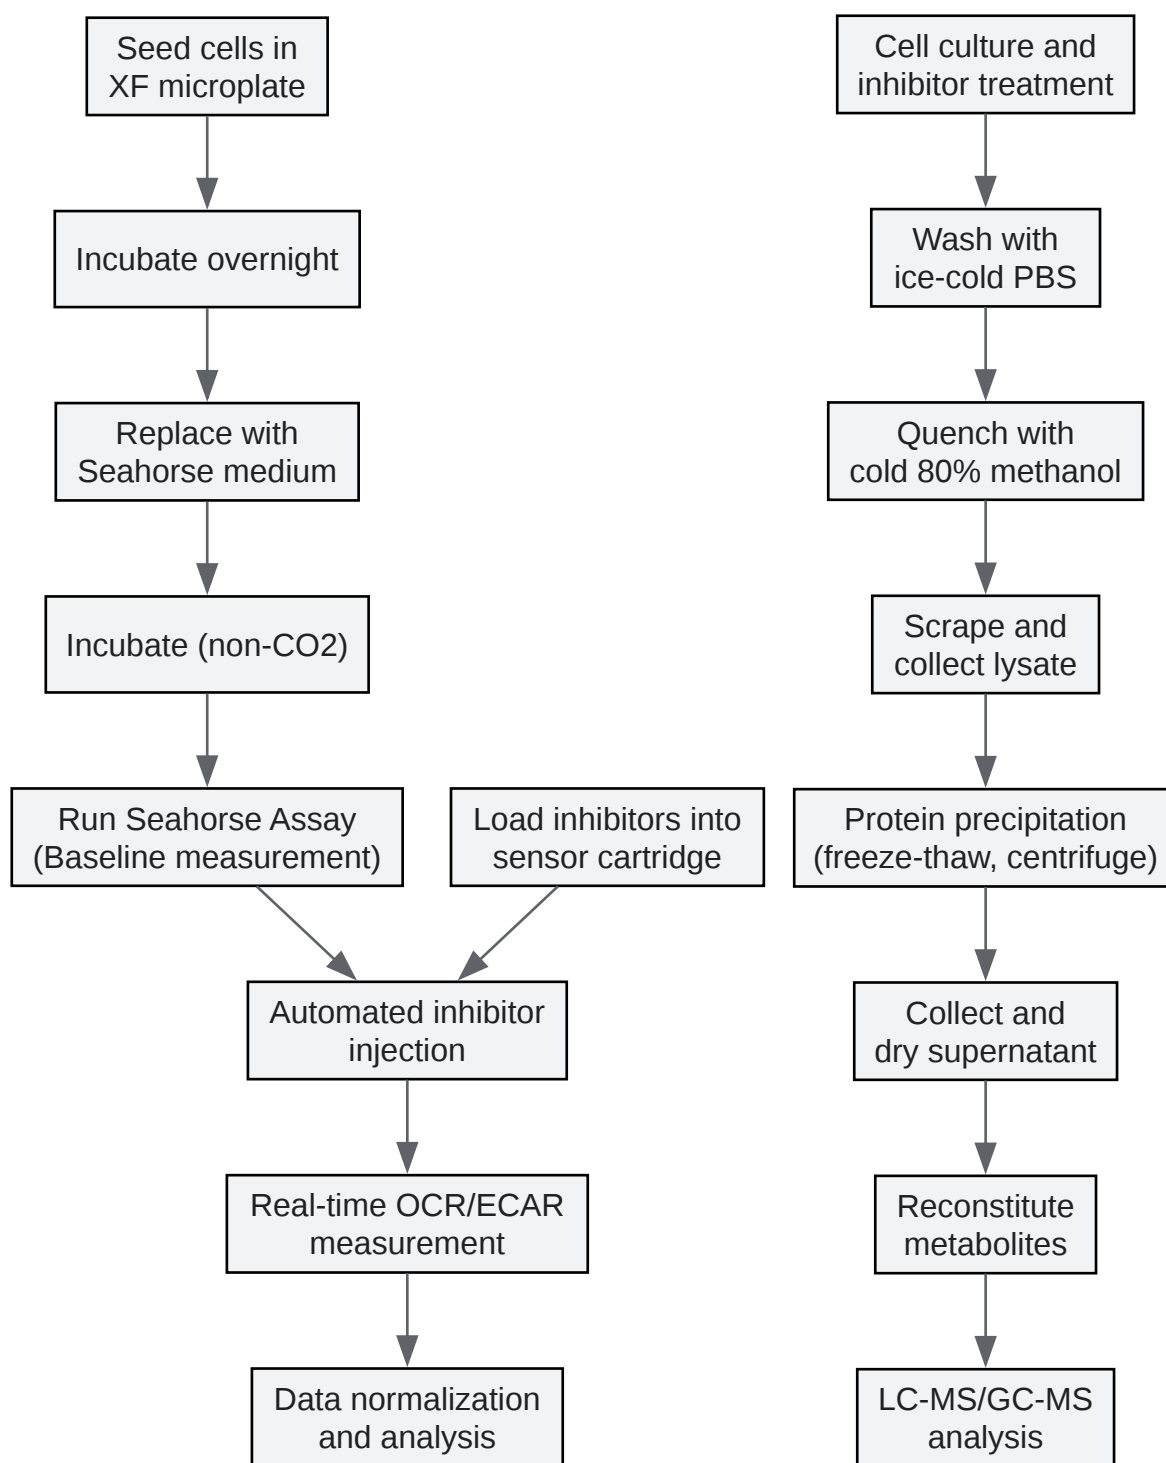 Seed cells in
XF microplate
Incubate overnight
Replace with
Seahorse medium
Incubate (non-CO2)
Run Seahorse Assay
(Baseline measurement)
Load inhibitors into
sensor cartridge
Automated inhibitor
injection
Real-time OCR/ECAR
measurement
Data normalization
and analysis
Cell culture and
inhibitor treatment
Wash with
ice-cold PBS
Quench with
cold 80% methanol
Scrape and
collect lysate
Protein precipitation
(freeze-thaw, centrifuge)
Collect and
dry supernatant
Reconstitute
metabolites
LC-MS/GC-MS
analysis